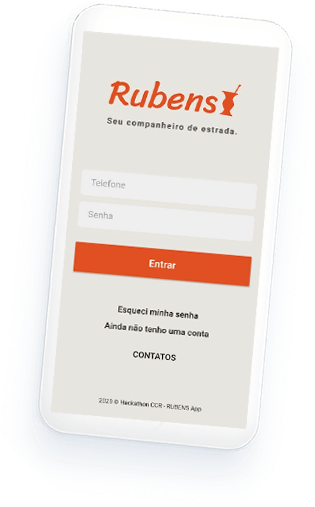 Rubens
Seu companheiro de estrada.
Telefone
Senha
Entrar
Esqueci minha senha
Ainda não tenho uma conta
CONTATOS
2020 © Hackathon CCR - RUBENS App